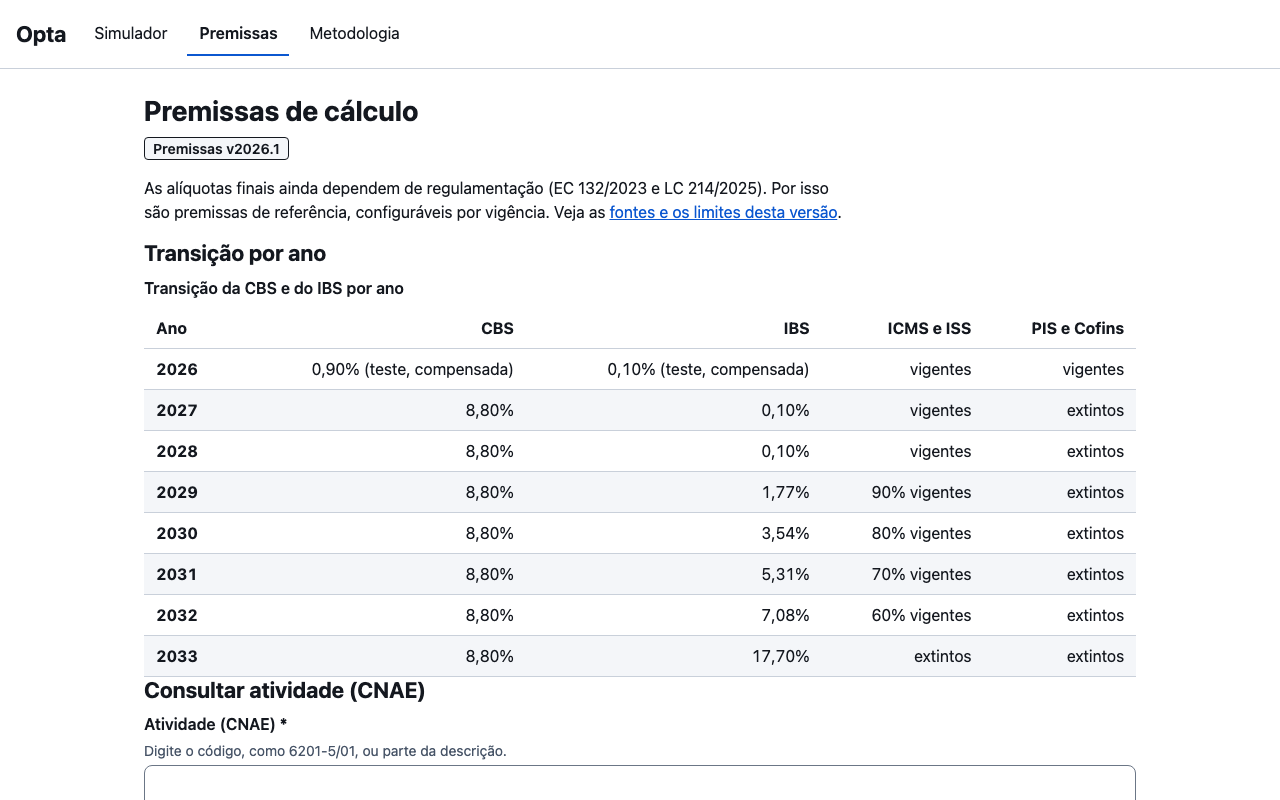 Opta Simulador Premissas Metodologia
Premissas de cálculo
Premissas v2026.1
As alíquotas finais ainda dependem de regulamentação (EC 132/2023 e LC 214/2025). Por isso
são premissas de referência, configuráveis por vigência. Veja as fontes e os limites desta versão.
Transição por ano
Transição da CBS e do IBS por ano
Ano CBS IBS ICMS e ISS PIS e Cofins
2026 0,90% (teste, compensada) 0,10% (teste, compensada) vigentes vigentes
2027 8,80% 0,10% vigentes extintos
2028 8,80% 0,10% vigentes extintos
2029 8,80% 1,77% 90% vigentes extintos
2030 8,80% 3,54% 80% vigentes extintos
2031 8,80% 5,31% 70% vigentes extintos
2032 8,80% 7,08% 60% vigentes extintos
2033 8,80% 17,70% extintos extintos
Consultar atividade (CNAE)
Atividade (CNAE) *
Digite o código, como 6201-5/01, ou parte da descrição.